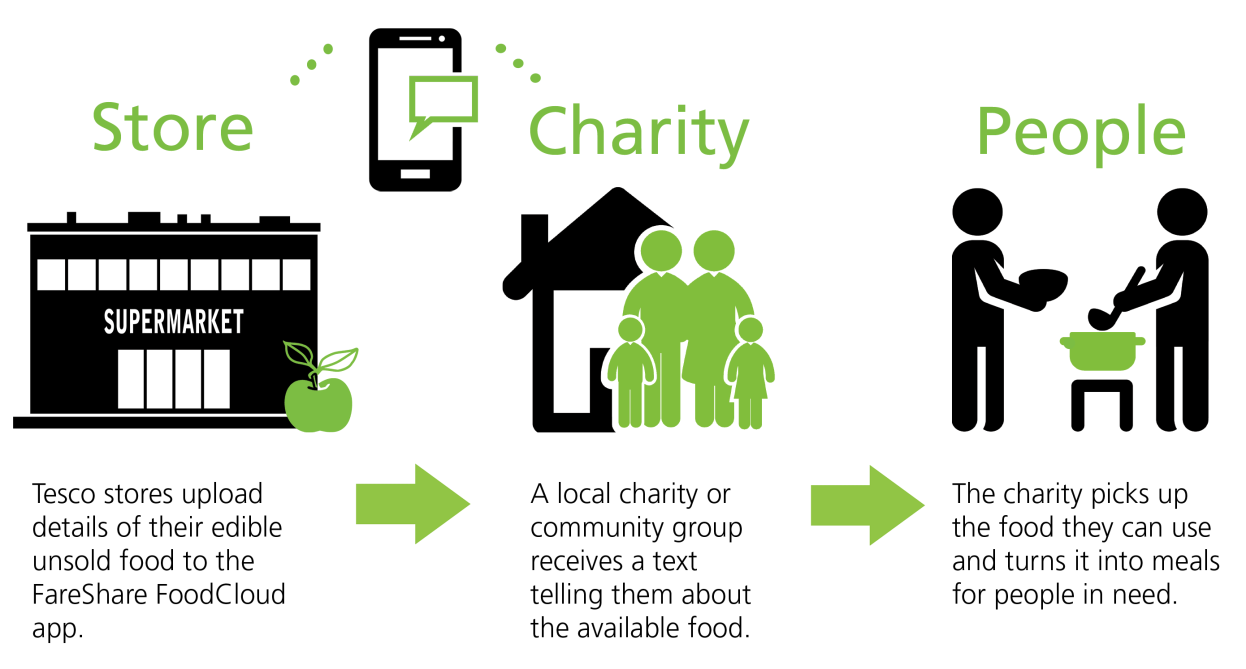 Store
Charity
People
SUPERMARKET
Tesco stores upload
details of their edible
unsold food to the
FareShare FoodCloud
app.
A local charity or
community group
receives a text
telling them about
the available food.
The charity picks up
the food they can use
and turns it into meals
for people in need.